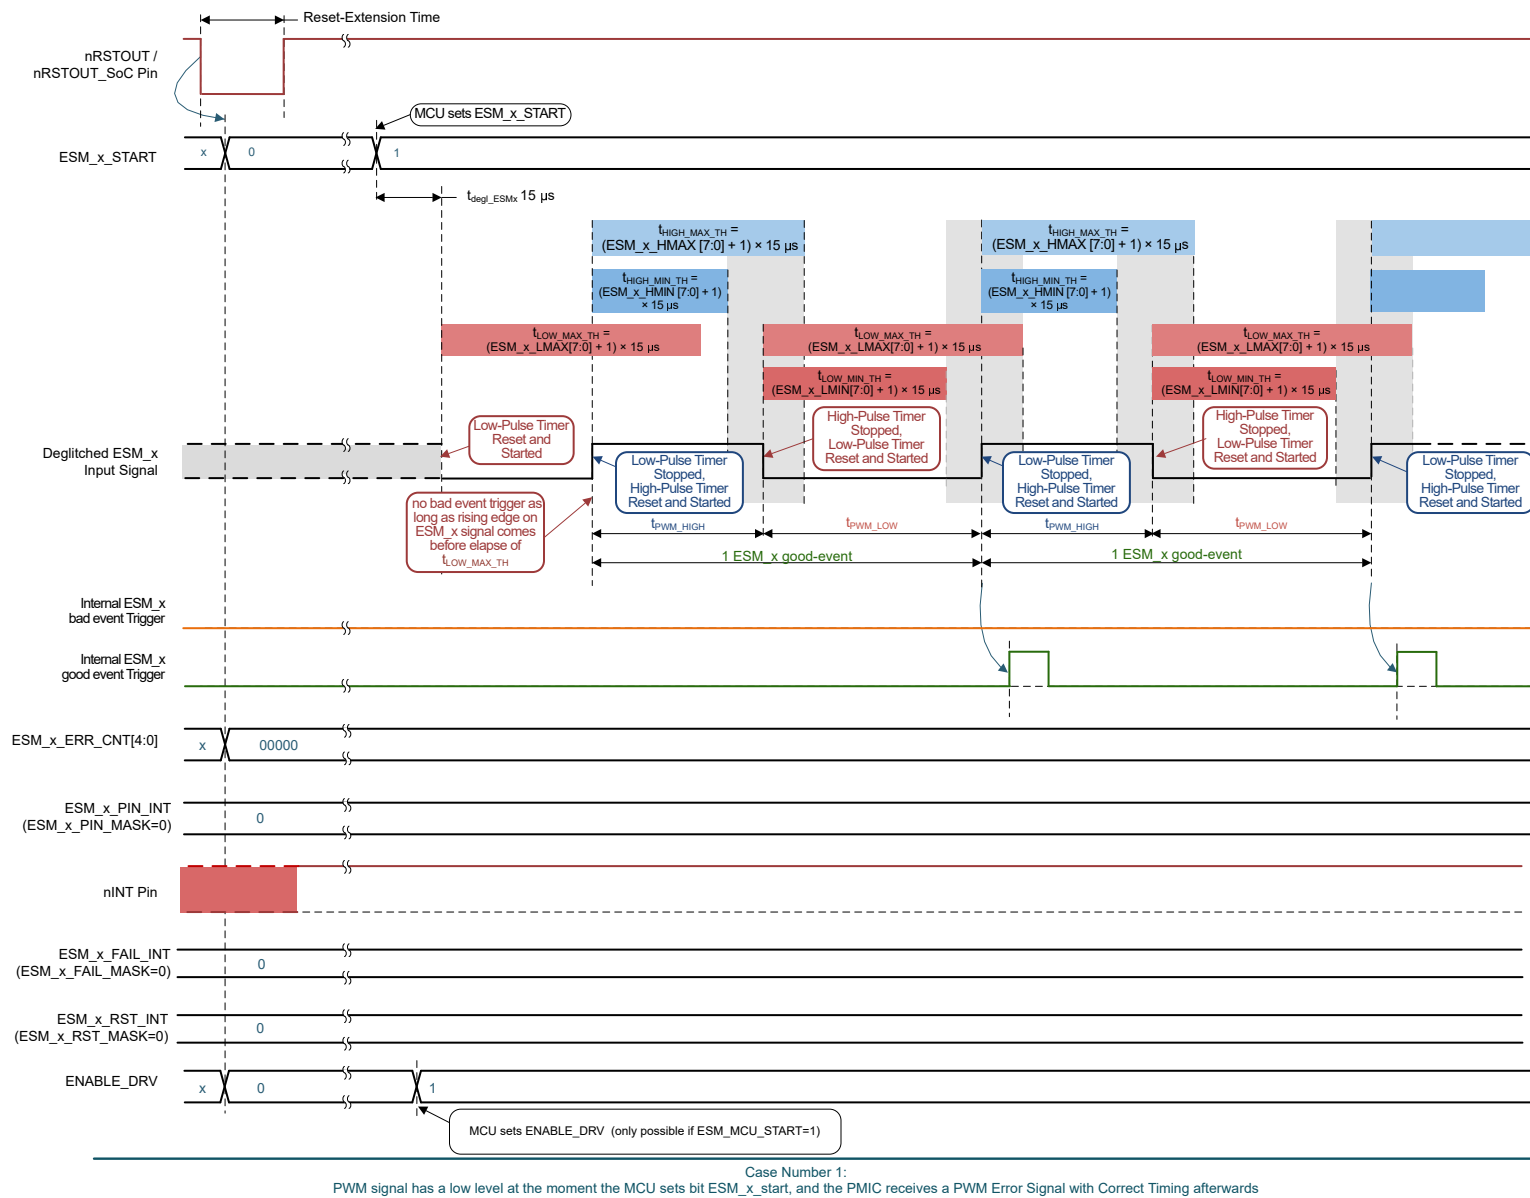 Reset-Extension Time
nRSTOUT /
nRSTOUT_SoC Pin
MCU sets ESM_x_START
ESM_x_START
x
0
1
tdegl_ESMx 15 µs
tHIGH_MAX_TH =
(ESM_x_HMAX [7:0] + 1) × 15 µs
tHIGH_MAX_TH =
(ESM_x_HMAX [7:0] + 1) × 15 µs
tHIGH_MIN_TH =
(ESM_x_HMIN [7:0] + 1)
× 15 µs
tHIGH_MIN_TH =
(ESM_x_HMIN [7:0] + 1)
× 15 µs
tLOW_MAX_TH =
(ESM_x_LMAX[7:0] + 1) × 15 µs
tLOW_MAX_TH =
(ESM_x_LMAX[7:0] + 1) × 15 µs
tLOW_MAX_TH =
(ESM_x_LMAX[7:0] + 1) × 15 µs
tLOW_MIN_TH =
(ESM_x_LMIN[7:0] + 1) × 15 µs
tLOW_MIN_TH =
(ESM_x_LMIN[7:0] + 1) × 15 µs
Deglitched ESM_x
Input Signal
Low-Pulse Timer
Reset and
Started
High-Pulse Timer
Stopped,
Low-Pulse Timer
Reset and Started
High-Pulse Timer
Stopped,
Low-Pulse Timer
Reset and Started
Low-Pulse Timer
Stopped,
High-Pulse Timer
Reset and Started
Low-Pulse Timer
Stopped,
High-Pulse Timer
Reset and Started
Low-Pulse Timer
Stopped,
High-Pulse Timer
Reset and Started
no bad event trigger as
long as rising edge on
ESM_x signal comes
before elapse of
tLOW_MAX_TH
tPWM_HIGH
tPWM_LOW
tPWM_HIGH
tPWM_LOW
1 ESM_x good-event
1 ESM_x good-event
Internal ESM_x
bad event Trigger
Internal ESM_x
good event Trigger
ESM_x_ERR_CNT[4:0]
x
00000
ESM_x_PIN_INT
(ESM_x_PIN_MASK=0)
0
nINT Pin
ESM_x_FAIL_INT
(ESM_x_FAIL_MASK=0)
0
ESM_x_RST_INT
(ESM_x_RST_MASK=0)
0
ENABLE_DRV
x
0
1
MCU sets ENABLE_DRV (only possible if ESM_MCU_START=1)
Case Number 1:
PWM signal has a low level at the moment the MCU sets bit ESM_x_start, and the PMIC receives a PWM Error Signal with Correct Timing afterwards